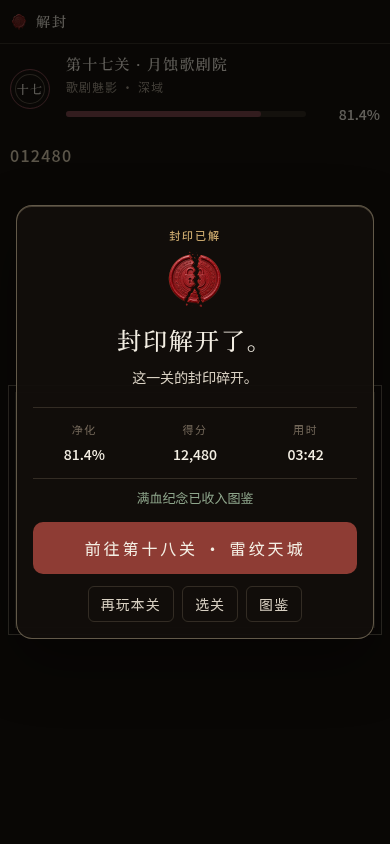 解封
第十七关 · 月蚀歌剧院
十七
歌剧魅影 · 深域
81.4%
012480
封印已解
封印解开了。
这一关的封印碎开。
净化 得分 用时
81.4% 12,480 03:42
满血纪念已收入图鉴
前往第十八关 · 雷纹天城
再玩本关 选关 图鉴